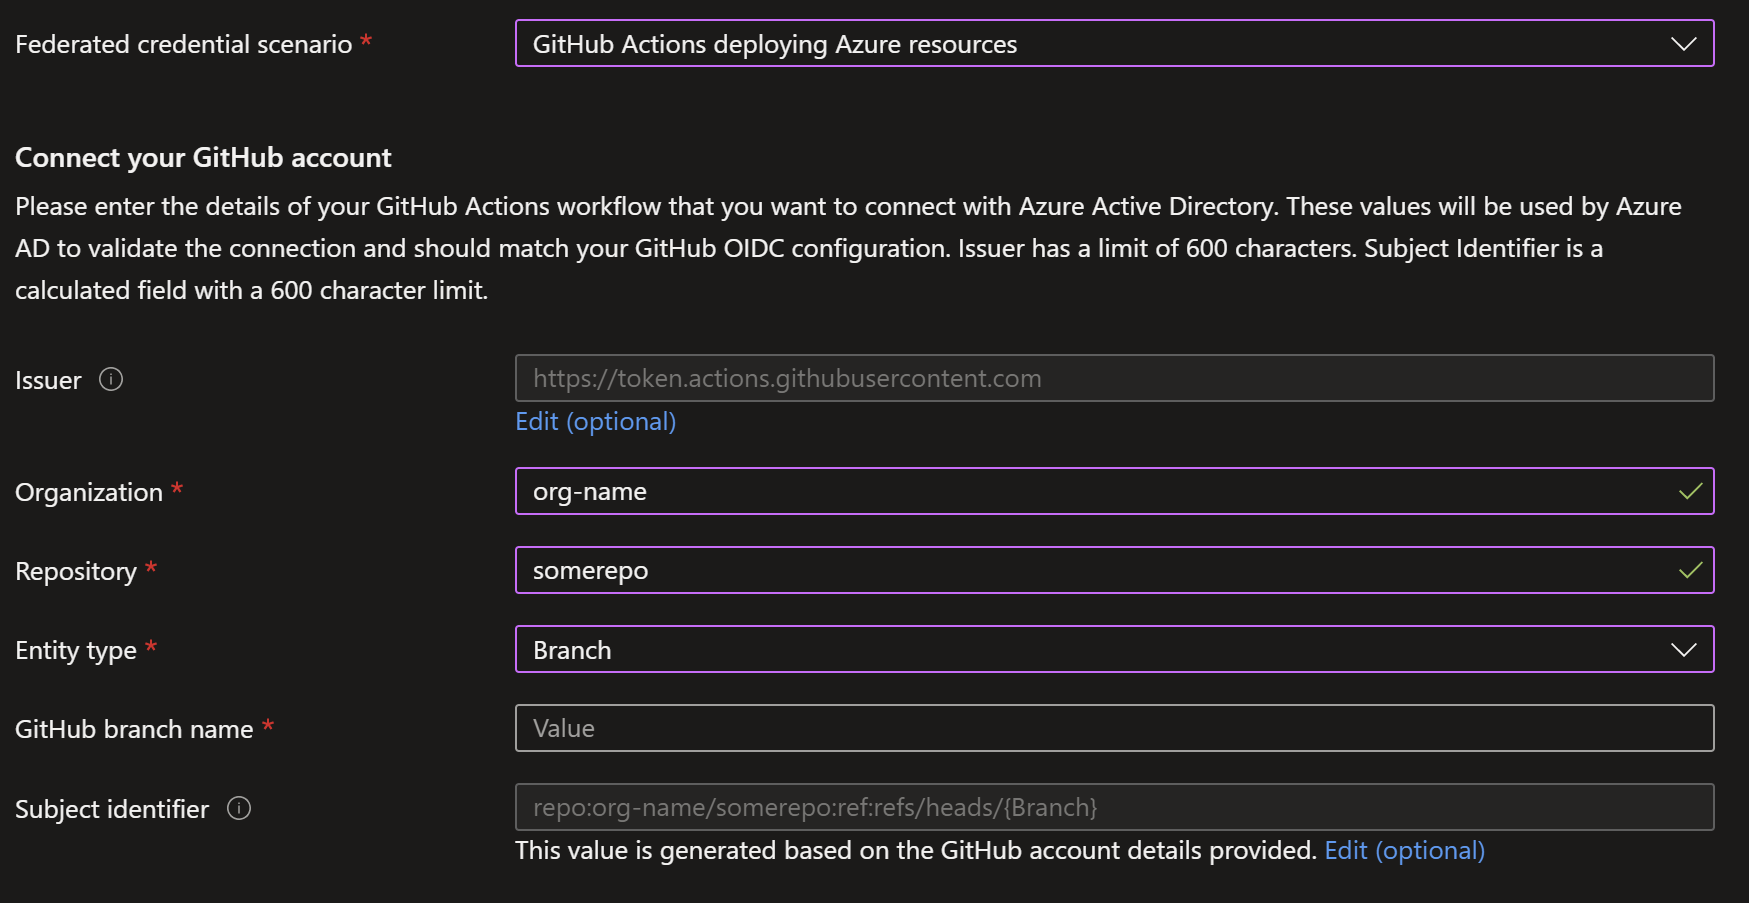 Federated credential scenario *
GitHub Actions deploying Azure resources
Connect your GitHub account
Please enter the details of your GitHub Actions workflow that you want to connect with Azure Active Directory. These values will be used by Azure
AD to validate the connection and should match your GitHub OIDC configuration. Issuer has a limit of 600 characters. Subject Identifier is a
calculated field with a 600 character limit.
Issuer
https://token.actions.githubusercontent.com
Edit (optional)
Organization *
org-name
Repository *
somerepo
Entity type *
Branch
GitHub branch name *
Value
Subject identifier
repo:org-name/somerepo:ref:refs/heads/{Branch}
This value is generated based on the GitHub account details provided. Edit (optional)